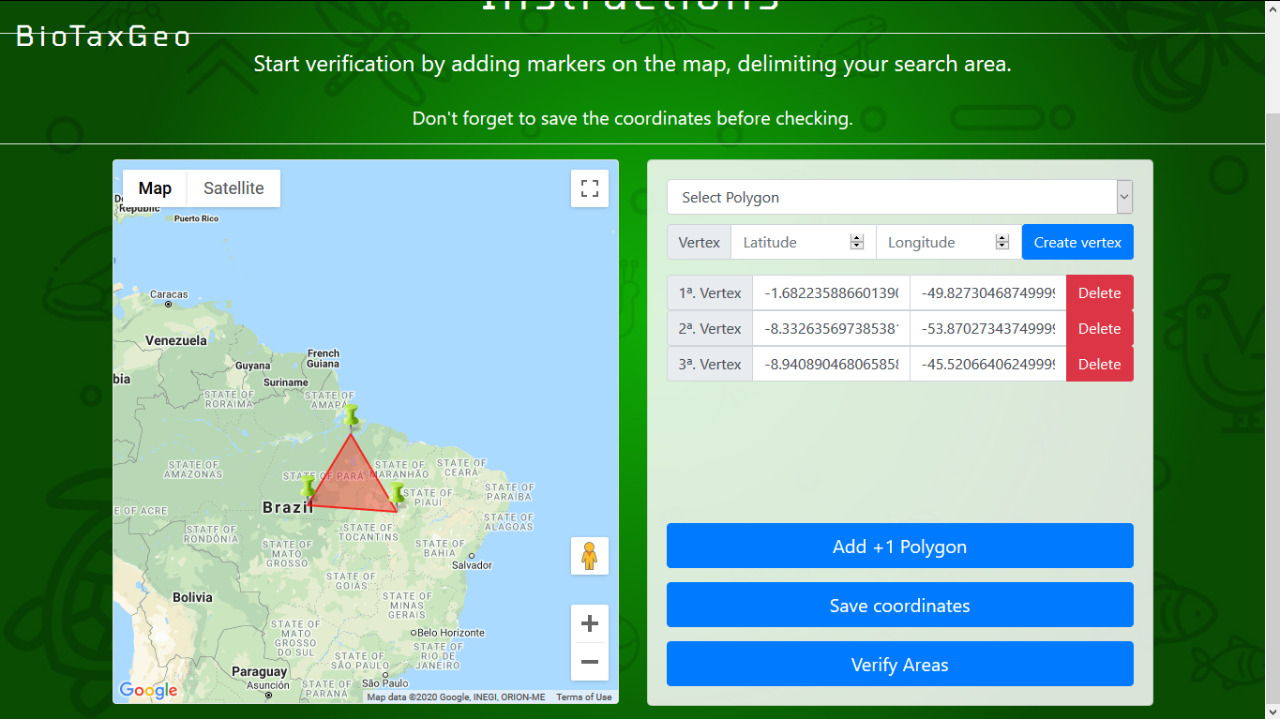 Instructions
BioTaxGeo
Start verification by adding markers on the map, delimiting your search area.
Don't forget to save the coordinates before checking.
Map
Satellite
Republic
Puerto Rico
Caracas
Venezuela
Guyana
French
Guiana
Suriname
bia
STATE OF
RORAIMA
STATE OF
AMAPÁ
STATE OF
AMAZONAS
STATE OF PARÁ
STATE OF
MARANHÃO
STATE OF
CEARÁ
STATE OF
PIAUÍ
STATE OF
PARAÍBA
STATE OF
ALAGOAS
E OF ACRE
Brazil
STATE OF
RONDÔNIA
STATE OF
TOCANTINS
STATE OF
MATO
GROSSO
STATE OF
BAHIA
Salvador
STATE OF
GOIÁS
Bolivia
STATE OF
MINAS
GERAIS
STATE OF
MATO
GROSSO
DO SUL
Belo Horizonte
STATE OF
SÃO PAULO
STATE OF
RIO DE
JANEIRO
Paraguay
Asunción
São Paulo
STATE OF
PARANÁ
Google
Map data ©2020 Google, INEGI, ORION-ME
Terms of Use
Select Polygon
Vertex Latitude Longitude Create vertex
1ª. Vertex -1.682235886601390 -49.82730468749999 Delete
2ª. Vertex -8.33263569738538 -53.87027343749999 Delete
3ª. Vertex -8.940890468065858 -45.52066406249999 Delete
Add +1 Polygon
Save coordinates
Verify Areas